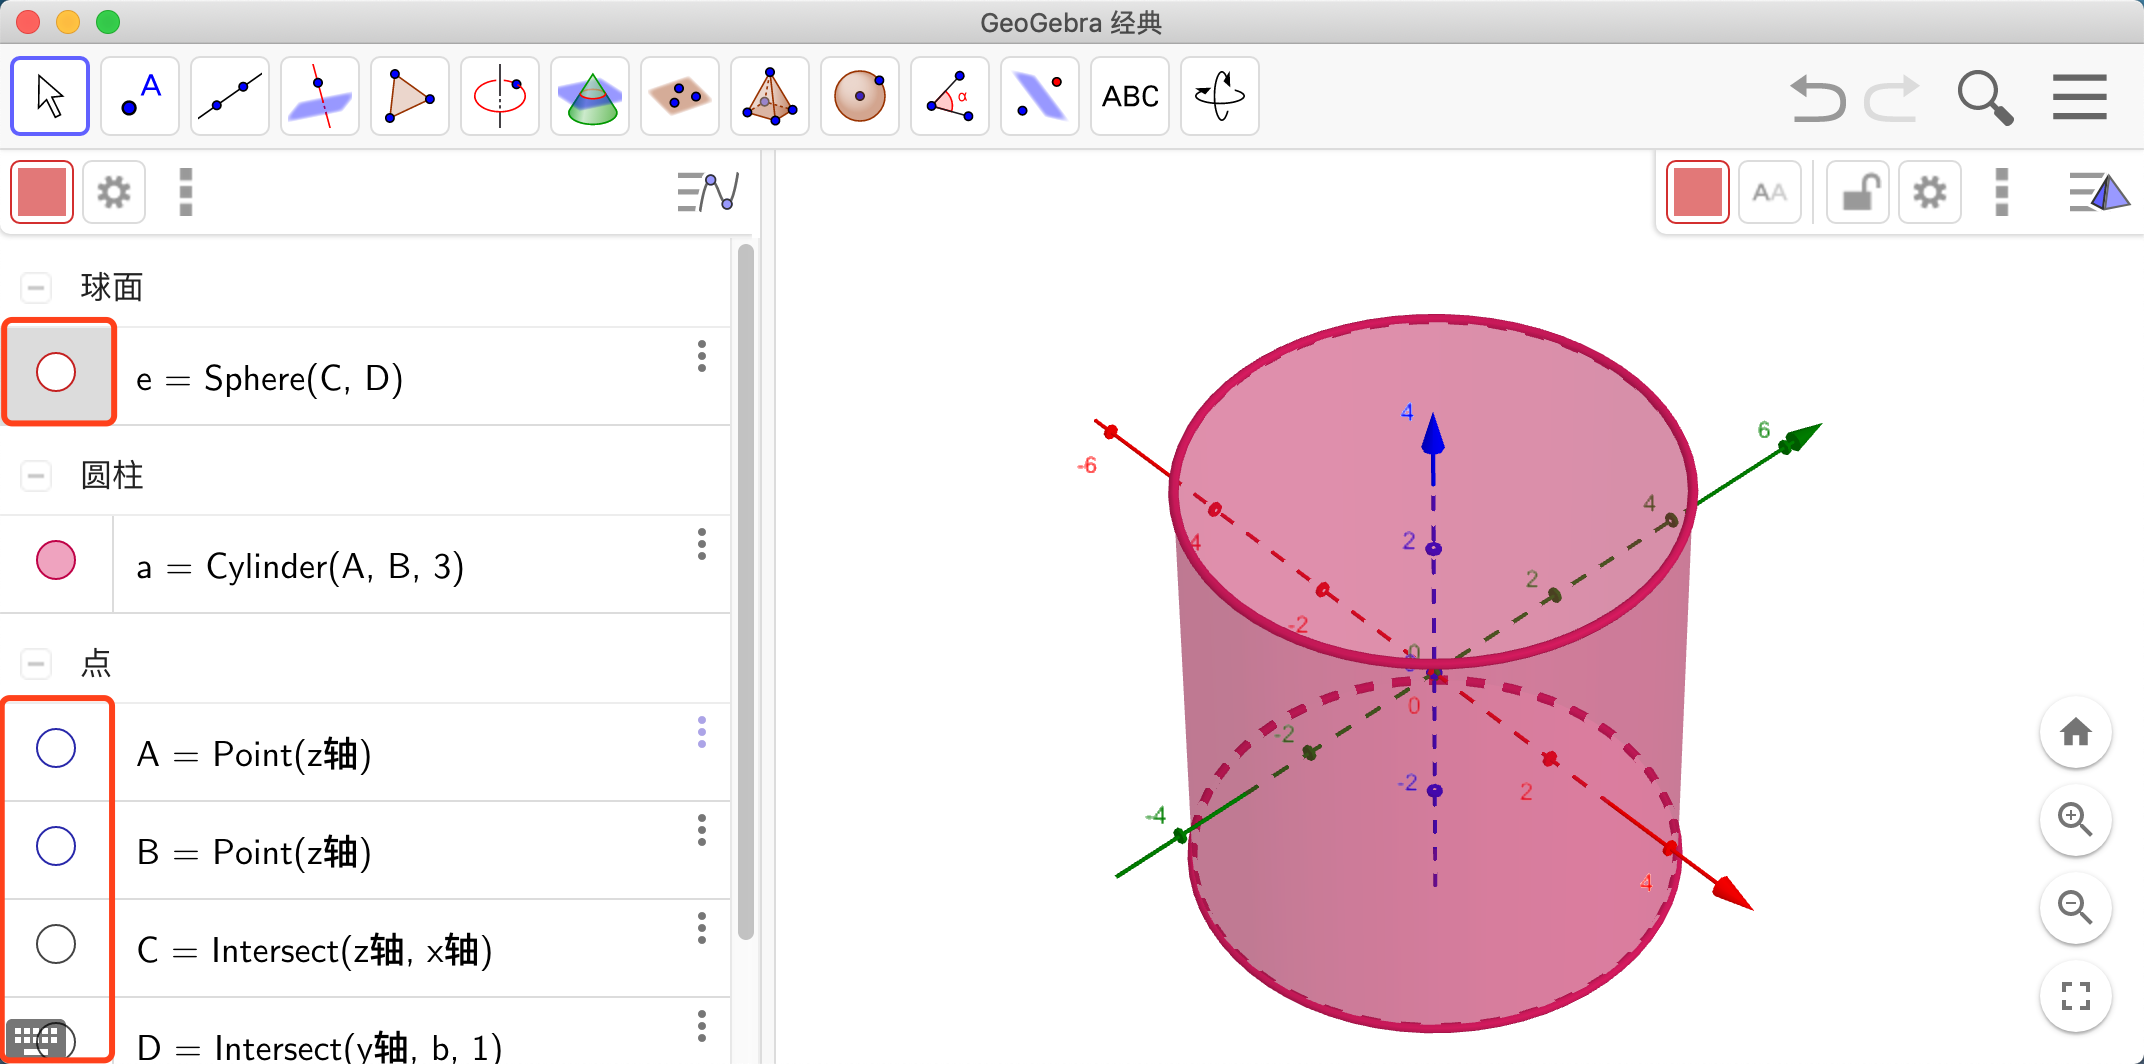 GeoGebra 经典
A
α
ABC
AA
球面
e = Sphere(C, D)
圆柱
a = Cylinder(A, B, 3)
点
A = Point(z轴)
B = Point(z轴)
C = Intersect(z轴, x轴)
D = Intersect(y轴, b, 1)
4
6
-6
4
4
2
2
-2
0
0
-2
-2
2
-4
4